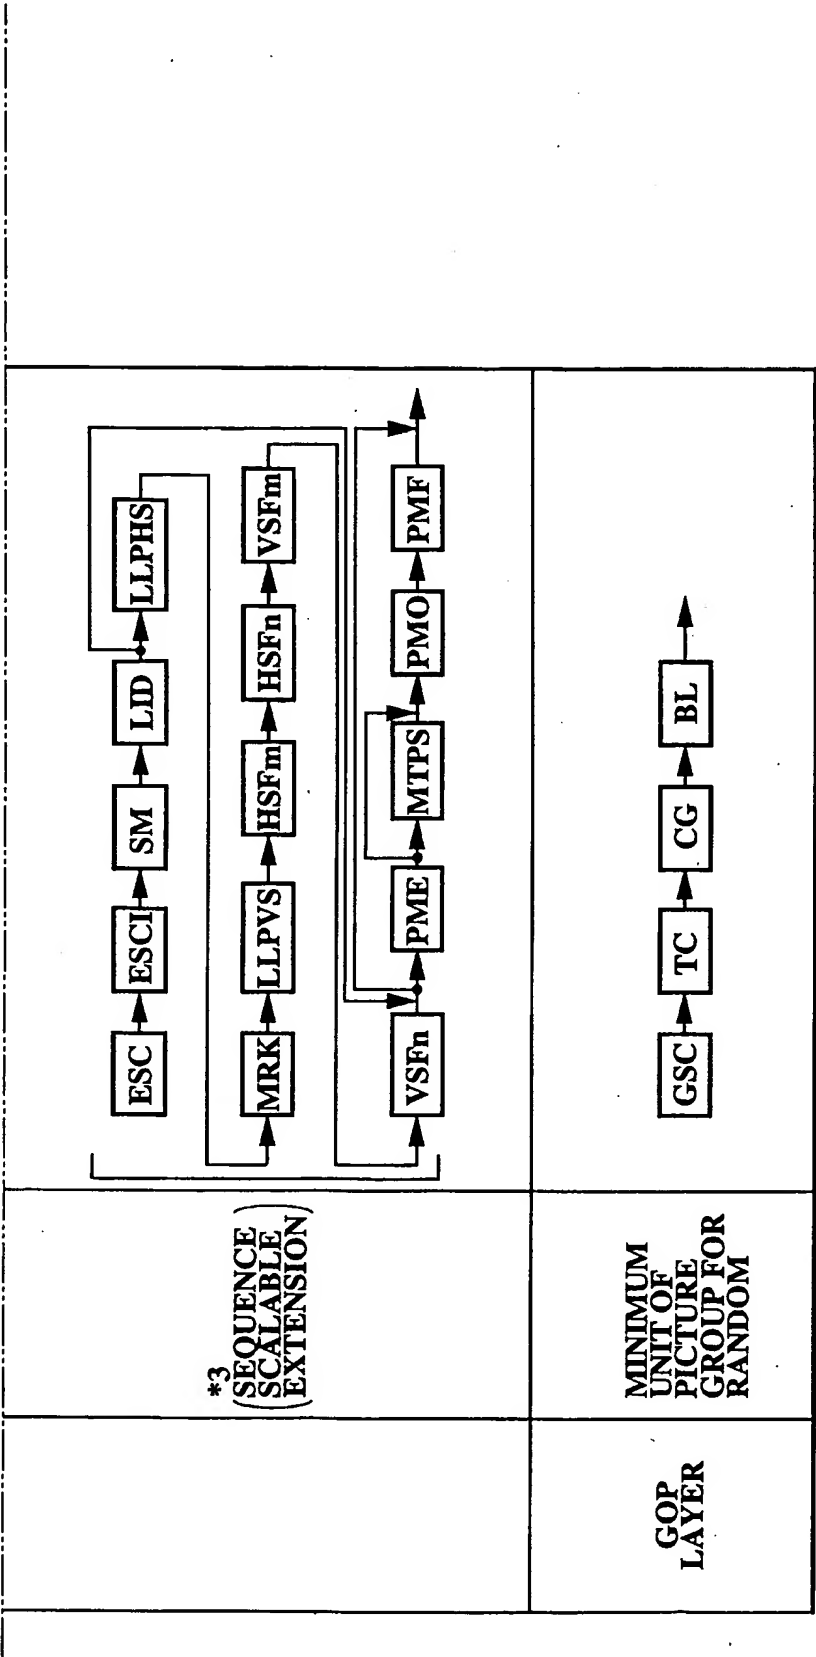 *3
SEQUENCE
SCALABLE
EXTENSION
ESC
ESCI
SM
LID
LLPHS
MRK
LLPVS
HSFm
HSFn
VSFm
VSFn
PME
MTPS
PMO
PMF
GOP
LAYER
MINIMUM
UNIT OF
PICTURE
GROUP FOR
RANDOM
GSC
TC
CG
BL